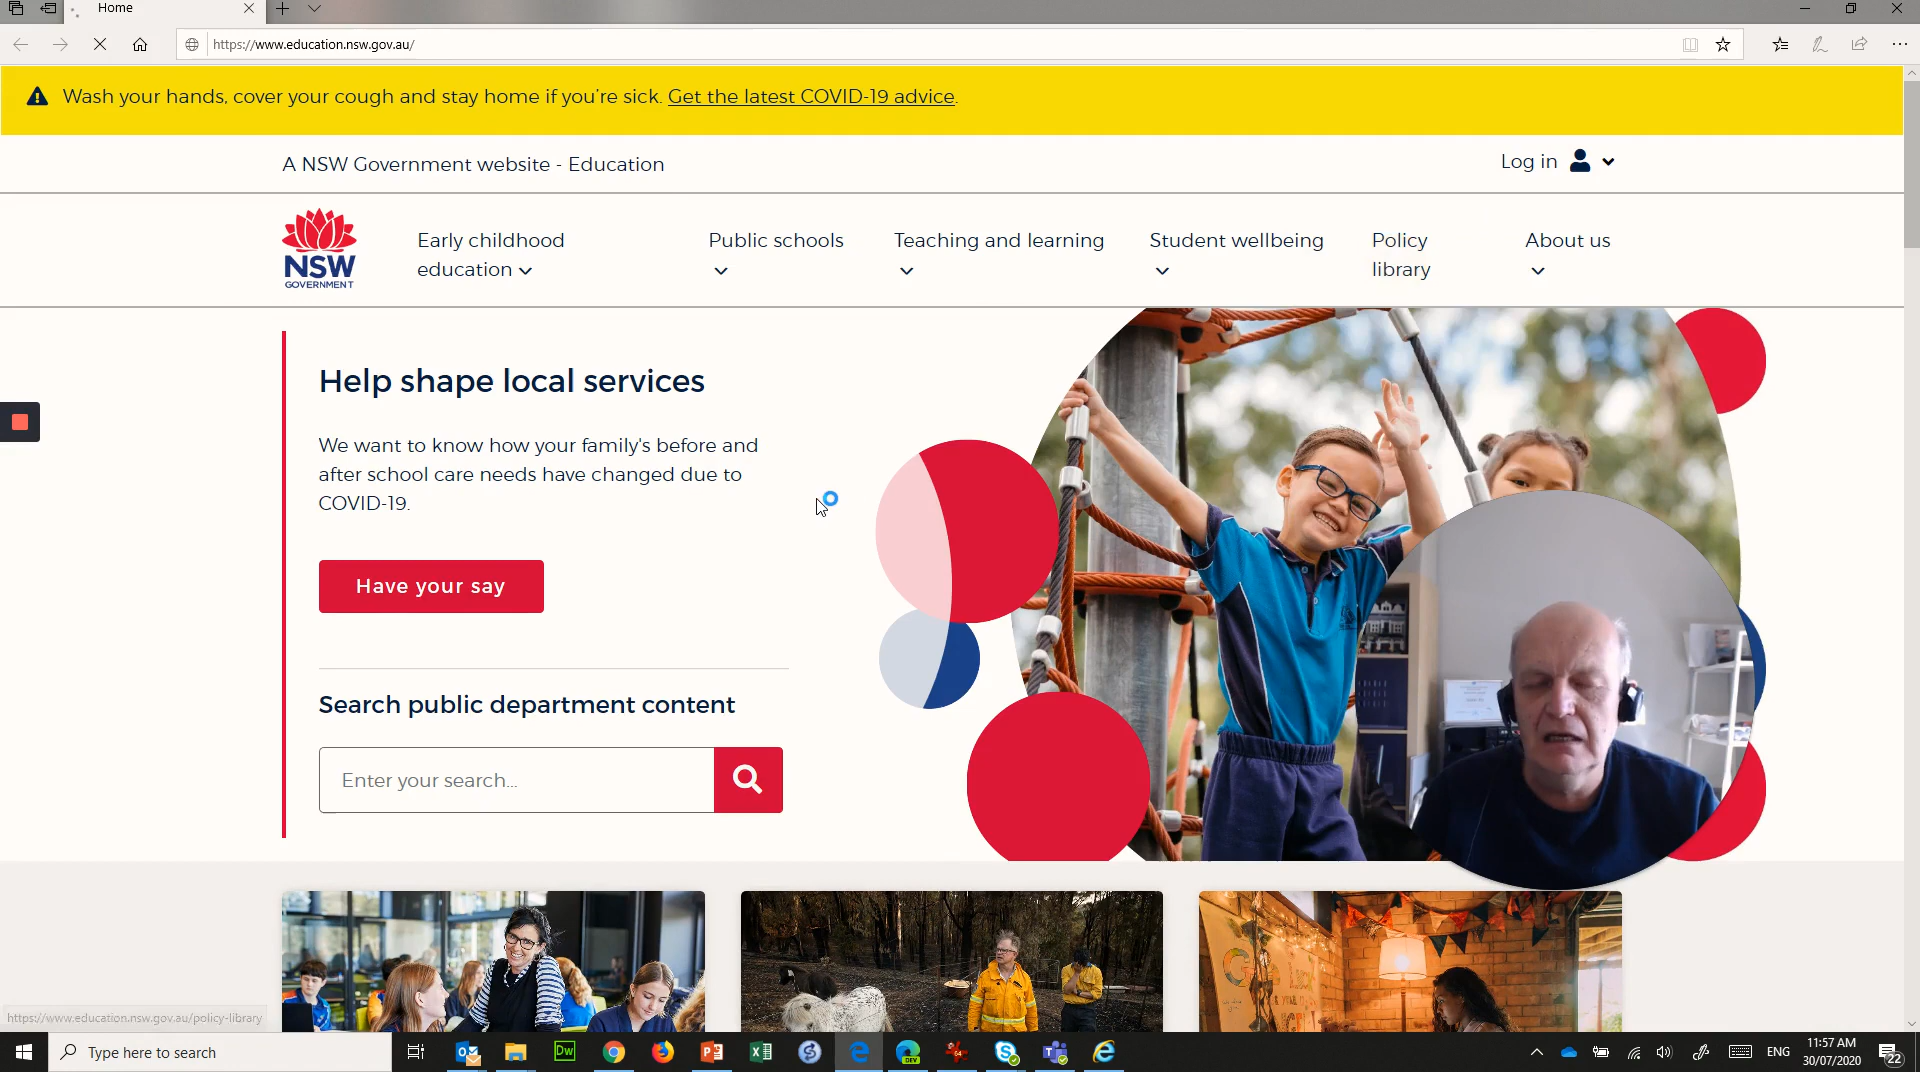 Home
https://www.education.nsw.gov.au/
Wash your hands, cover your cough and stay home if you're sick. Get the latest COVID-19 advice.
A NSW Government website - Education
Log in
NSW
GOVERNMENT
Early childhood
education
Public schools
Teaching and learning
Student wellbeing
Policy
library
About us
Help shape local services
We want to know how your family's before and
after school care needs have changed due to
COVID-19.
Have your say
Search public department content
Enter your search...
https://www.education.nsw.gov.au/policy-library
Type here to search
Dw
DEV
64
ENG
11:57 AM
30/07/2020
22